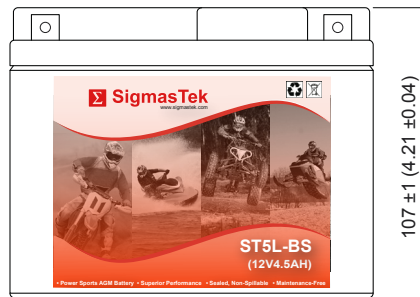 Σ SigmasTek
www.sigmastek.com
ST5L-BS
(12V4.5AH)
• Power Sports AGM Battery • Superior Performance • Sealed, Non-Spillable • Maintenance-Free
107 ±1 (4.21 ±0.04)